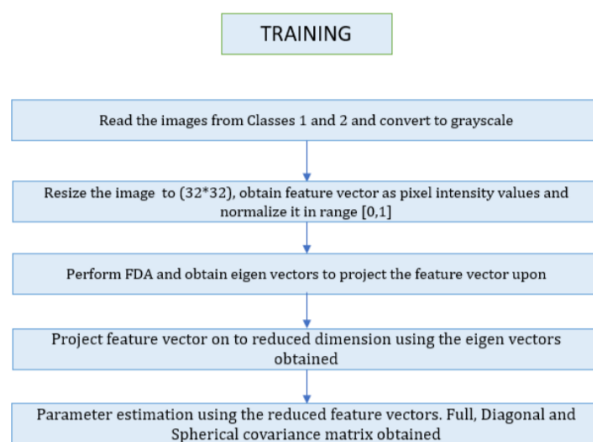 TRAINING
Read the images from Classes 1 and 2 and convert to grayscale
Resize the image to (32*32), obtain feature vector as pixel intensity values and
normalize it in range [0,1]
Perform FDA and obtain eigen vectors to project the feature vector upon
Project feature vector on to reduced dimension using the eigen vectors
obtained
Parameter estimation using the reduced feature vectors. Full, Diagonal and
Spherical covariance matrix obtained